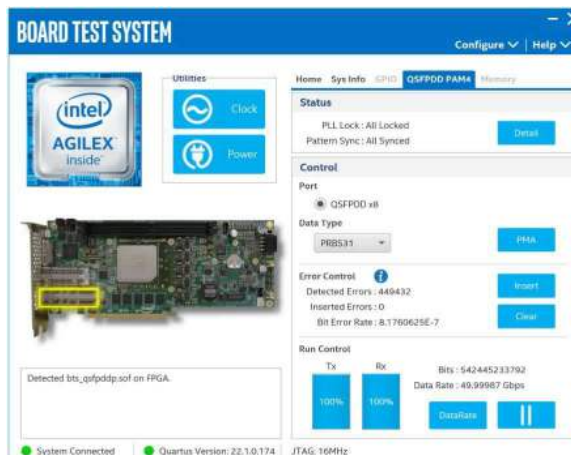 BOARD TEST SYSTEM
Configure | Help
intel
AGILEX
inside
Utilities
Clock
Power
Home Sys Info GPIO QSFPDD PAM4 Memory
Status
PLL Lock : All Locked
Pattern Sync : All Synced
Detail
Control
Port
QSFPDD x8
Data Type
PRBS31
PMA
Error Control
Detected Errors : 449432
Inserted Errors : 0
Bit Error Rate : 8.1760625E-7
Insert
Clear
Run Control
Tx Rx
100% 100%
Bits : 542445233792
Data Rate : 49.99987 Gbps
DataRate
Detected bts_qsfpddp.sof on FPGA.
System Connected
Quartus Version: 22.1.0.174
JTAG: 16MHz